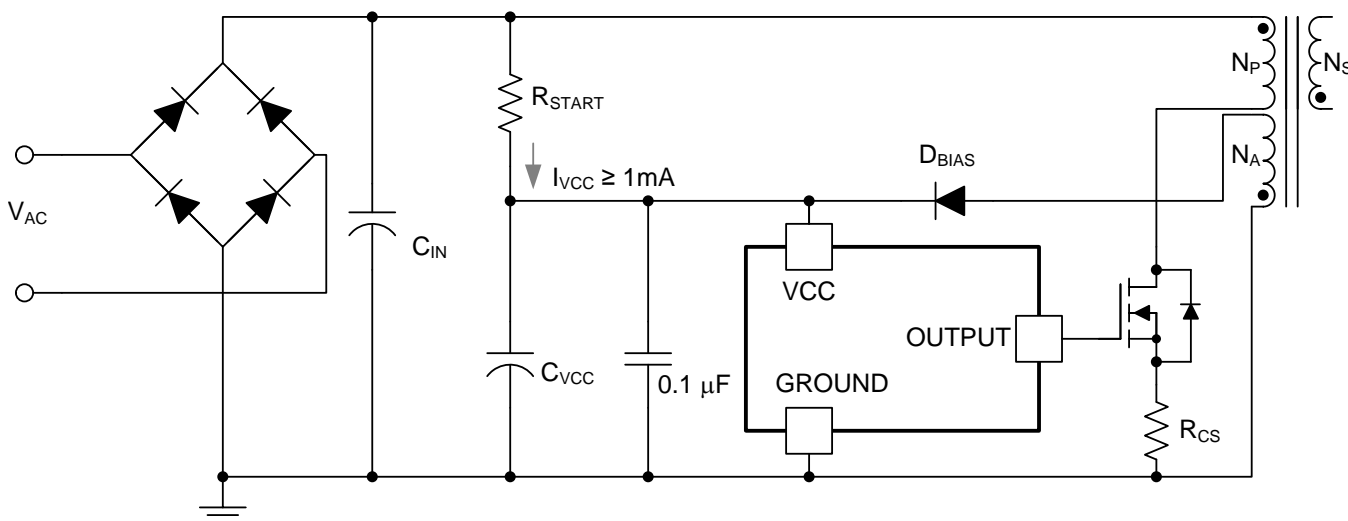 N_P
N_S
R_START
D_BIAS
N_A
I_VCC ≥ 1mA
V_AC
C_IN
VCC
OUTPUT
C_VCC
0.1 μF
GROUND
R_CS